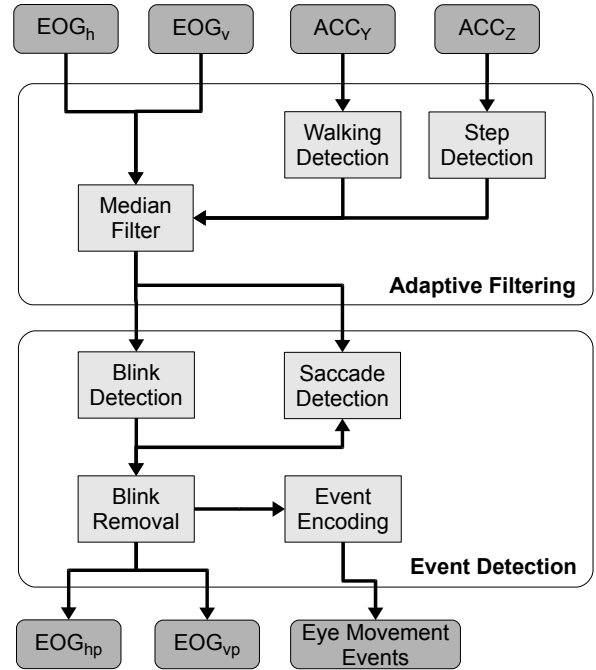 EOGh
EOGv
ACCY
ACCZ
Walking
Detection
Step
Detection
Median
Filter
Adaptive Filtering
Blink
Detection
Saccade
Detection
Blink
Removal
Event
Encoding
Event Detection
EOGhp
EOGvp
Eye Movement
Events